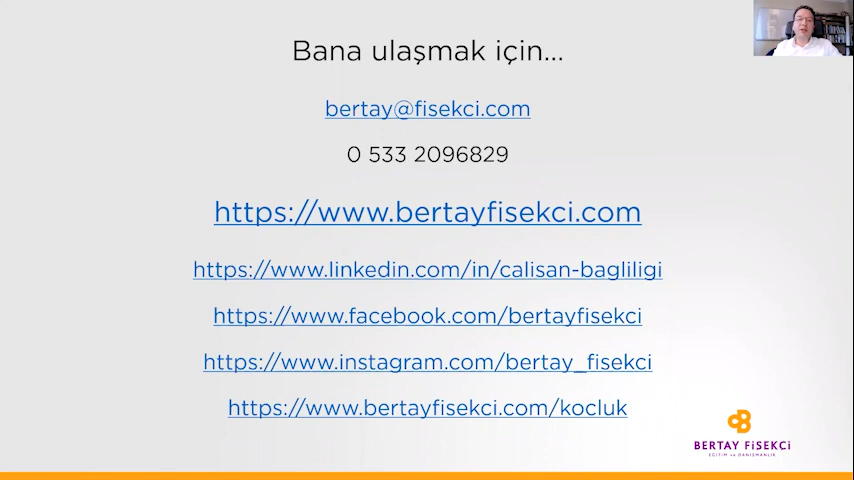 Bana ulaşmak için...
bertay@fisekci.com
0 533 2096829
https://www.bertayfisekci.com
https://www.linkedin.com/in/calisan-bagliligi
https://www.facebook.com/bertayfisekci
https://www.instagram.com/bertay_fisekci
https://www.bertayfisekci.com/kocluk
BERTAY FiSEKCi
EĞİTİM ve DANIŞMANLIK